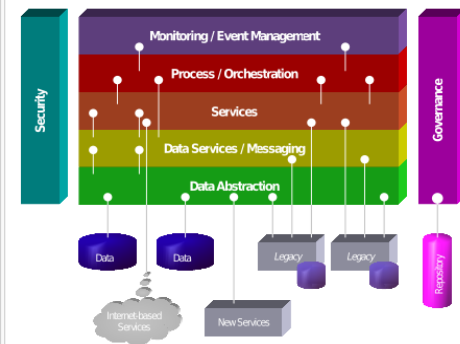 Monitoring / Event Management
Process / Orchestration
Services
Data Services / Messaging
Data Abstraction
Security
Governance
Data
Data
Legacy
Legacy
Repository
Internet-based
Services
New Services